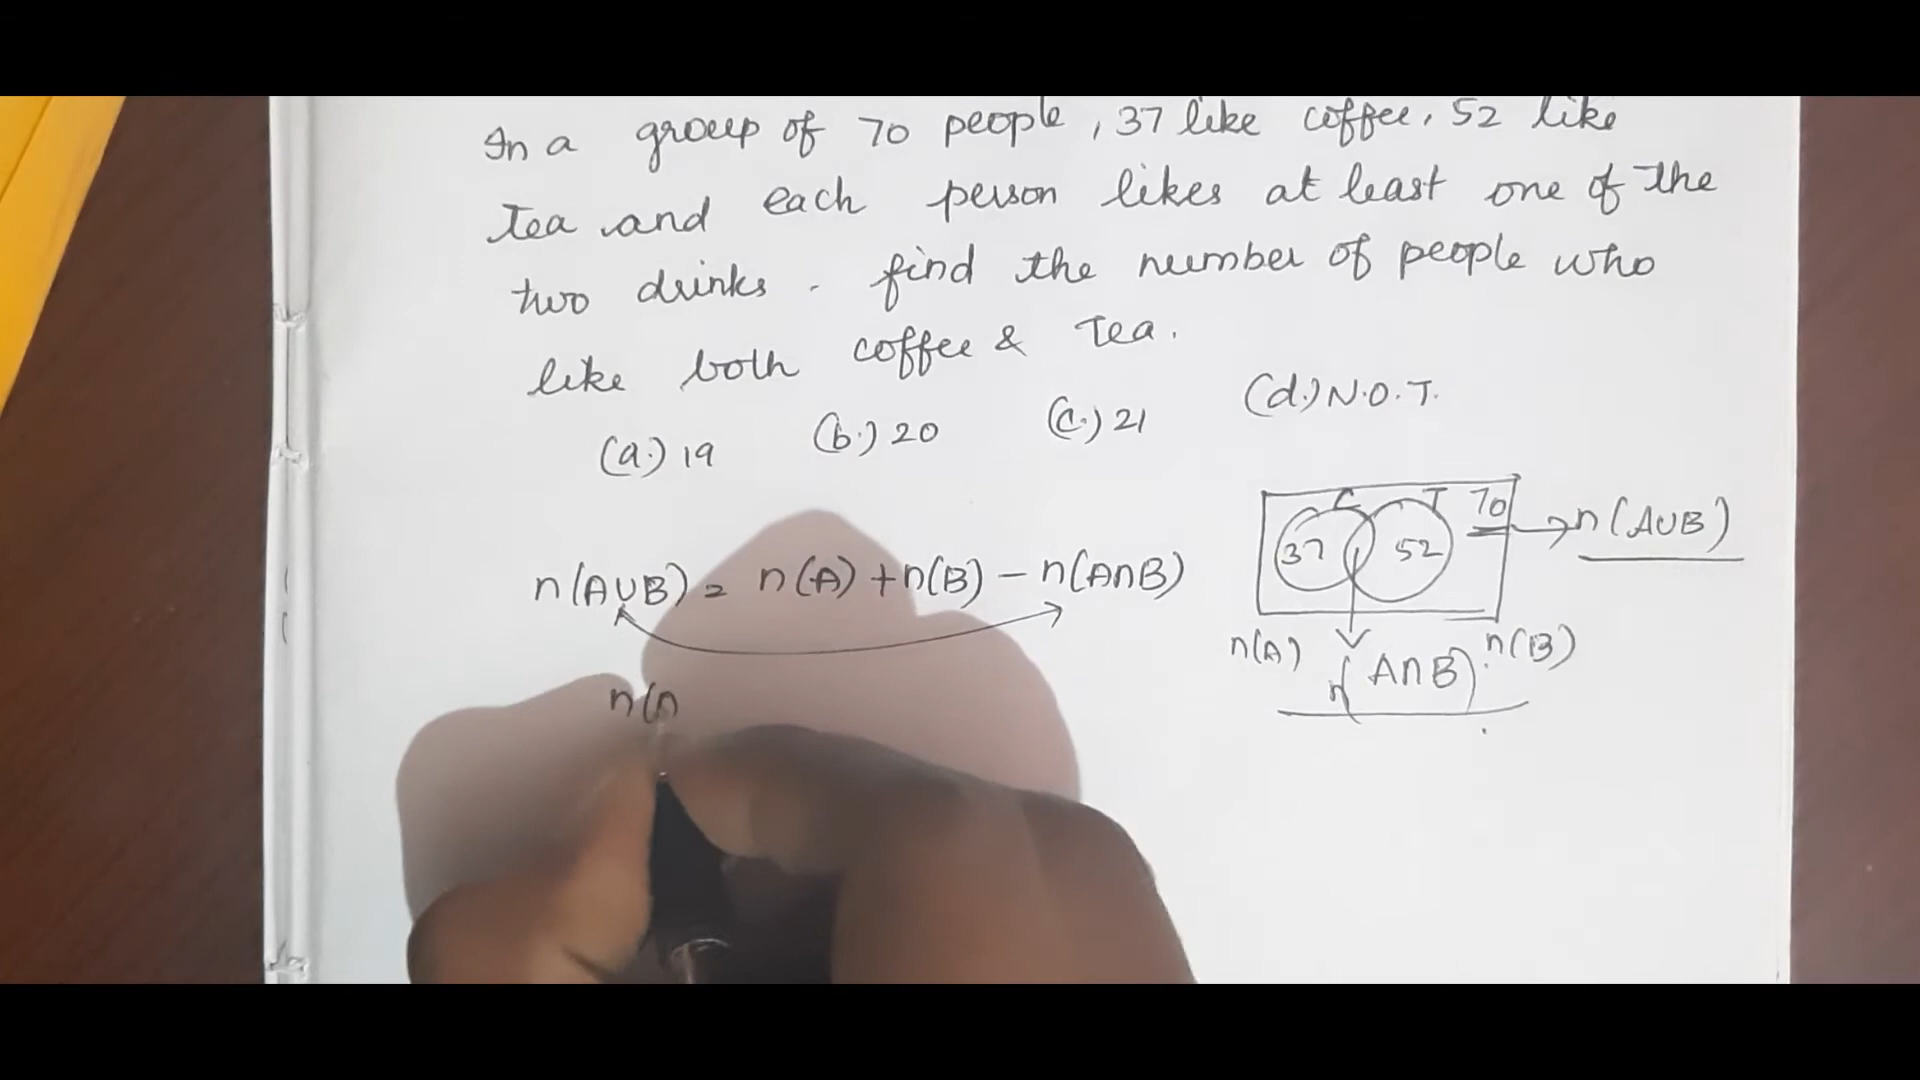 In a group of 70 people, 37 like coffee, 52 like
Tea and each person likes at least one of the
two drinks. find the number of people who
like both coffee & Tea.
(a.) 19 (b.) 20 (c.) 21 (d.) N.O.T.
C T 70 → n(A∪B)
37 52
n(A∪B) = n(A) + n(B) - n(A∩B)
n(A) n(A∩B) n(B)
n(n